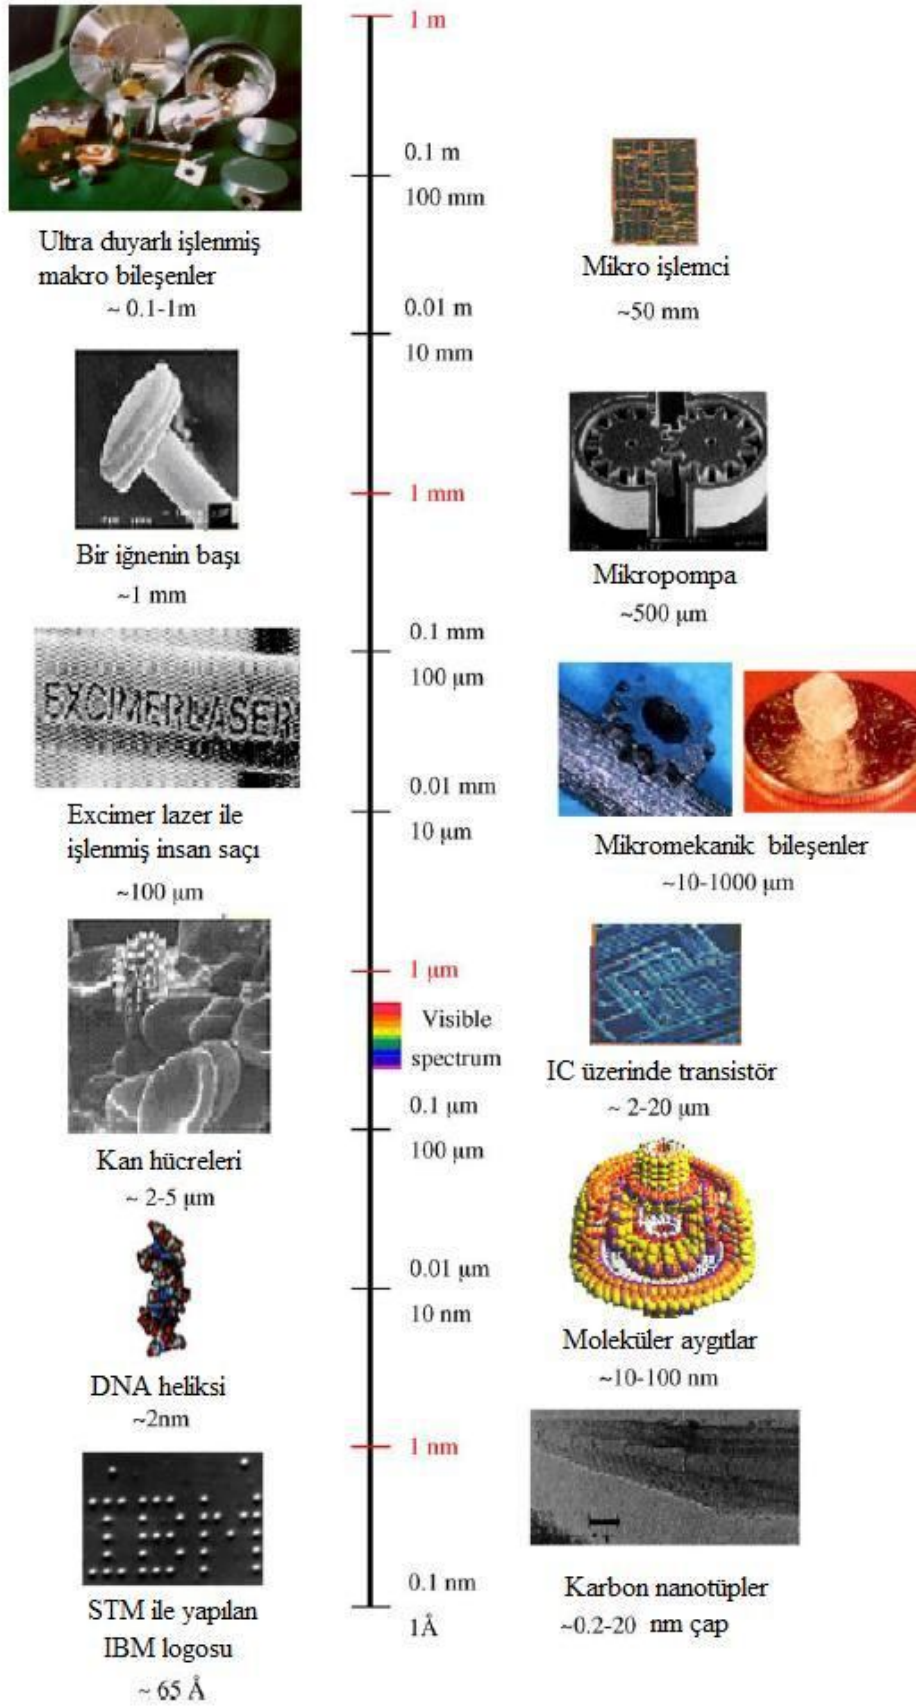 1 m
0.1 m
100 mm
Ultra duyarlı işlenmiş
makro bileşenler
~ 0.1-1m
Mikro işlemci
~50 mm
0.01 m
10 mm
Bir iğnenin başı
~1 mm
1 mm
Mikropompa
~500 μm
0.1 mm
100 μm
EXCIMER LASER
Excimer lazer ile
işlenmiş insan saçı
~100 μm
0.01 mm
10 μm
Mikromekanik bileşenler
~10-1000 μm
1 μm
Visible
spectrum
0.1 μm
100 μm
Kan hücreleri
~ 2-5 μm
IC üzerinde transistör
~ 2-20 μm
0.01 μm
10 nm
Moleküler aygıtlar
~10-100 nm
DNA heliksi
~2nm
1 nm
IBM
STM ile yapılan
IBM logosu
~ 65 Å
0.1 nm
1Å
Karbon nanotüpler
~0.2-20 nm çap